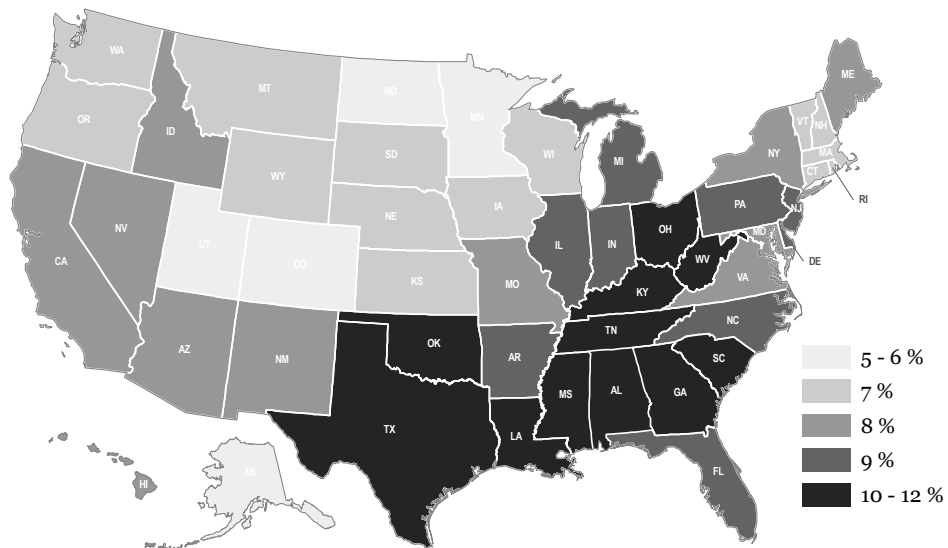 WA
MT
ND
MN
ME
OR
ID
SD
WI
MI
VT
NH
NY
MA
CT
RI
WY
IA
NE
PA
NJ
OH
IL
IN
DE
MD
NV
UT
CO
CA
KS
MO
WV
VA
KY
NC
TN
OK
AR
AZ
NM
SC
MS
AL
GA
TX
LA
FL
HI
AK
5 - 6 %
7 %
8 %
9 %
10 - 12 %